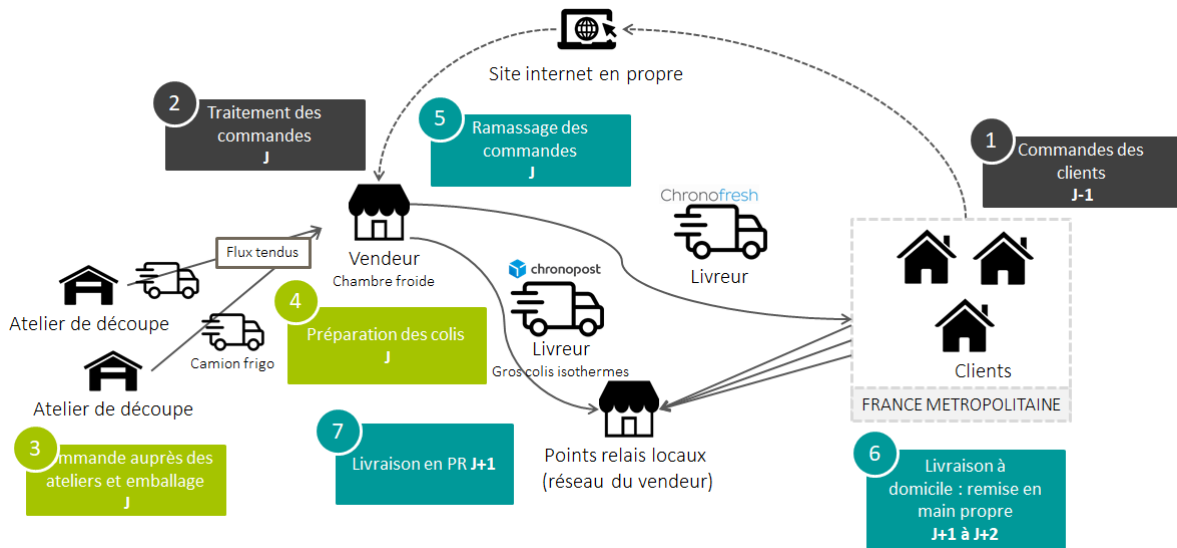 Site internet en propre
2
Traitement des
commandes
J
5
Ramassage des
commandes
J
1
Commandes des
clients
J-1
Chronofresh
Livreur
Flux tendus
Vendeur
Chambre froide
chronopost
Livreur
Gros colis isothermes
Atelier de découpe
Camion frigo
Atelier de découpe
4
Préparation des colis
J
Clients
FRANCE METROPOLITAINE
3
mmande auprès des
ateliers et emballage
J
7
Livraison en PR J+1
Points relais locaux
(réseau du vendeur)
6
Livraison à
domicile : remise en
main propre
J+1 à J+2